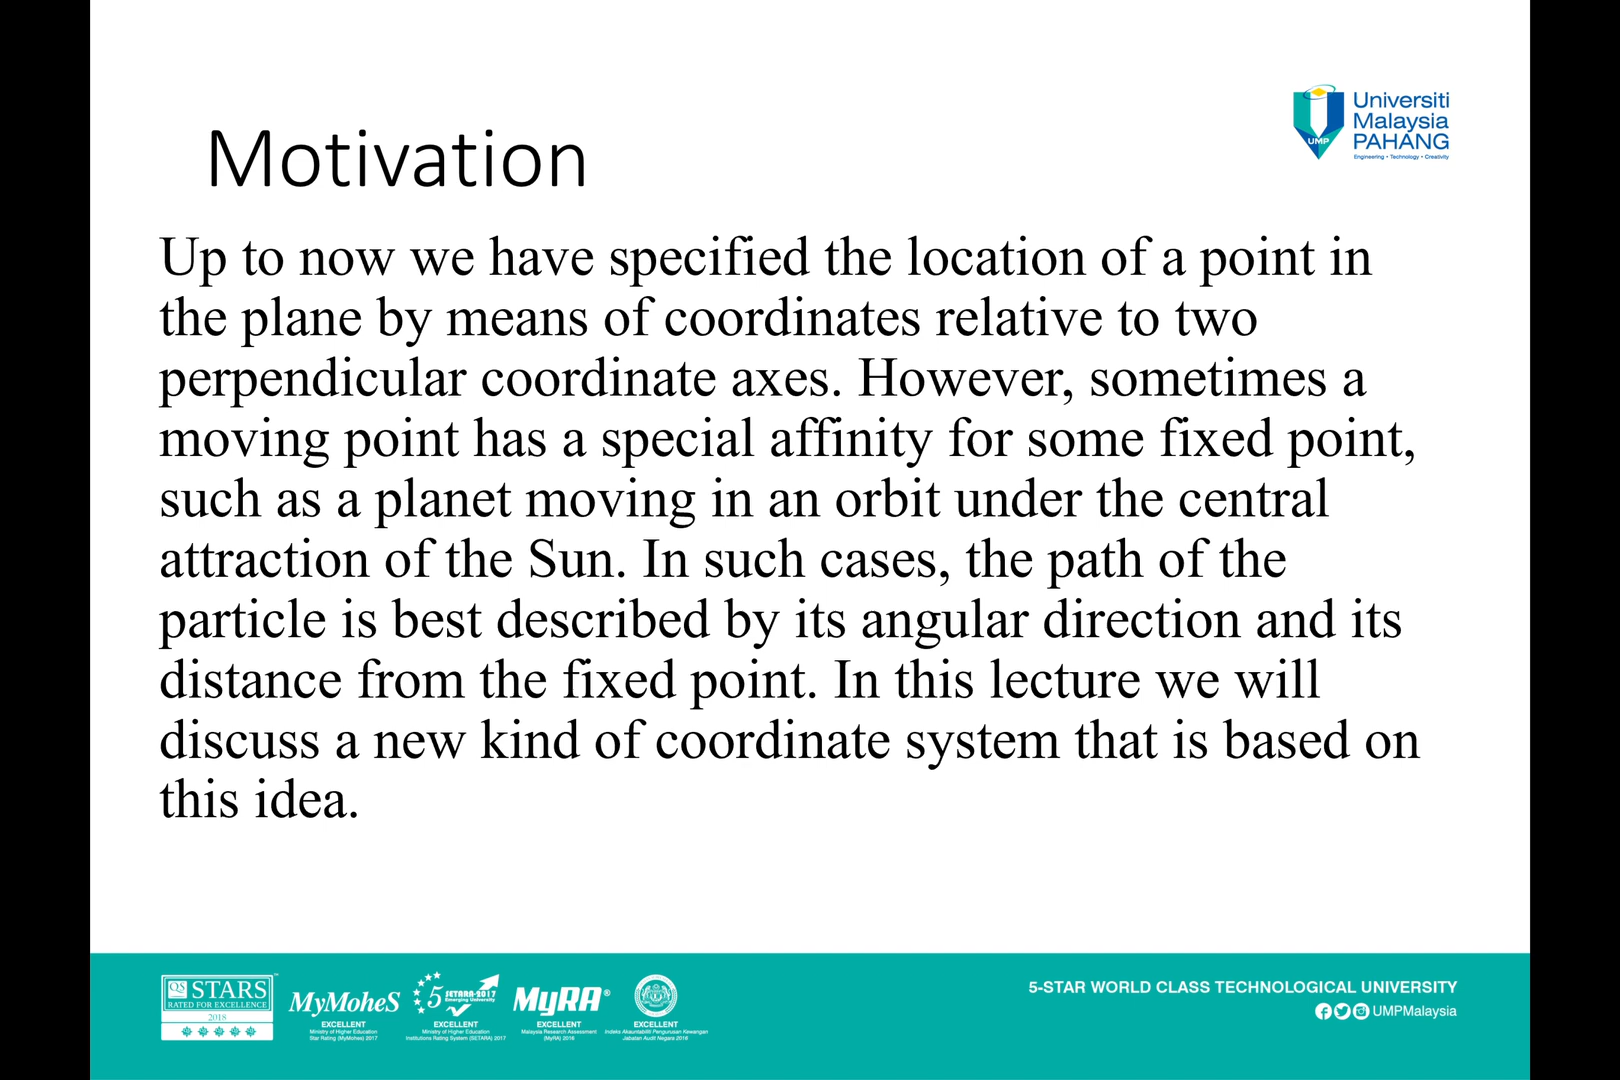 Universiti
Malaysia
PAHANG
Engineering • Technology • Creativity
UMP
Motivation
Up to now we have specified the location of a point in
the plane by means of coordinates relative to two
perpendicular coordinate axes. However, sometimes a
moving point has a special affinity for some fixed point,
such as a planet moving in an orbit under the central
attraction of the Sun. In such cases, the path of the
particle is best described by its angular direction and its
distance from the fixed point. In this lecture we will
discuss a new kind of coordinate system that is based on
this idea.
QS STARS
RATED FOR EXCELLENCE
2018
MyMoheS
EXCELLENT
Ministry of Higher Education
Star Rating (MyMohes) 2017
5 SETARA-2017
Emerging University
EXCELLENT
Ministry of Higher Education
Institutions Rating System (SETARA) 2017
MyRA®
EXCELLENT
Malaysia Research Assessment
(MyRA) 2016
EXCELLENT
Indeks Akauntabiliti Pengurusan Kewangan
Jabatan Audit Negara 2016
5-STAR WORLD CLASS TECHNOLOGICAL UNIVERSITY
UMPMalaysia